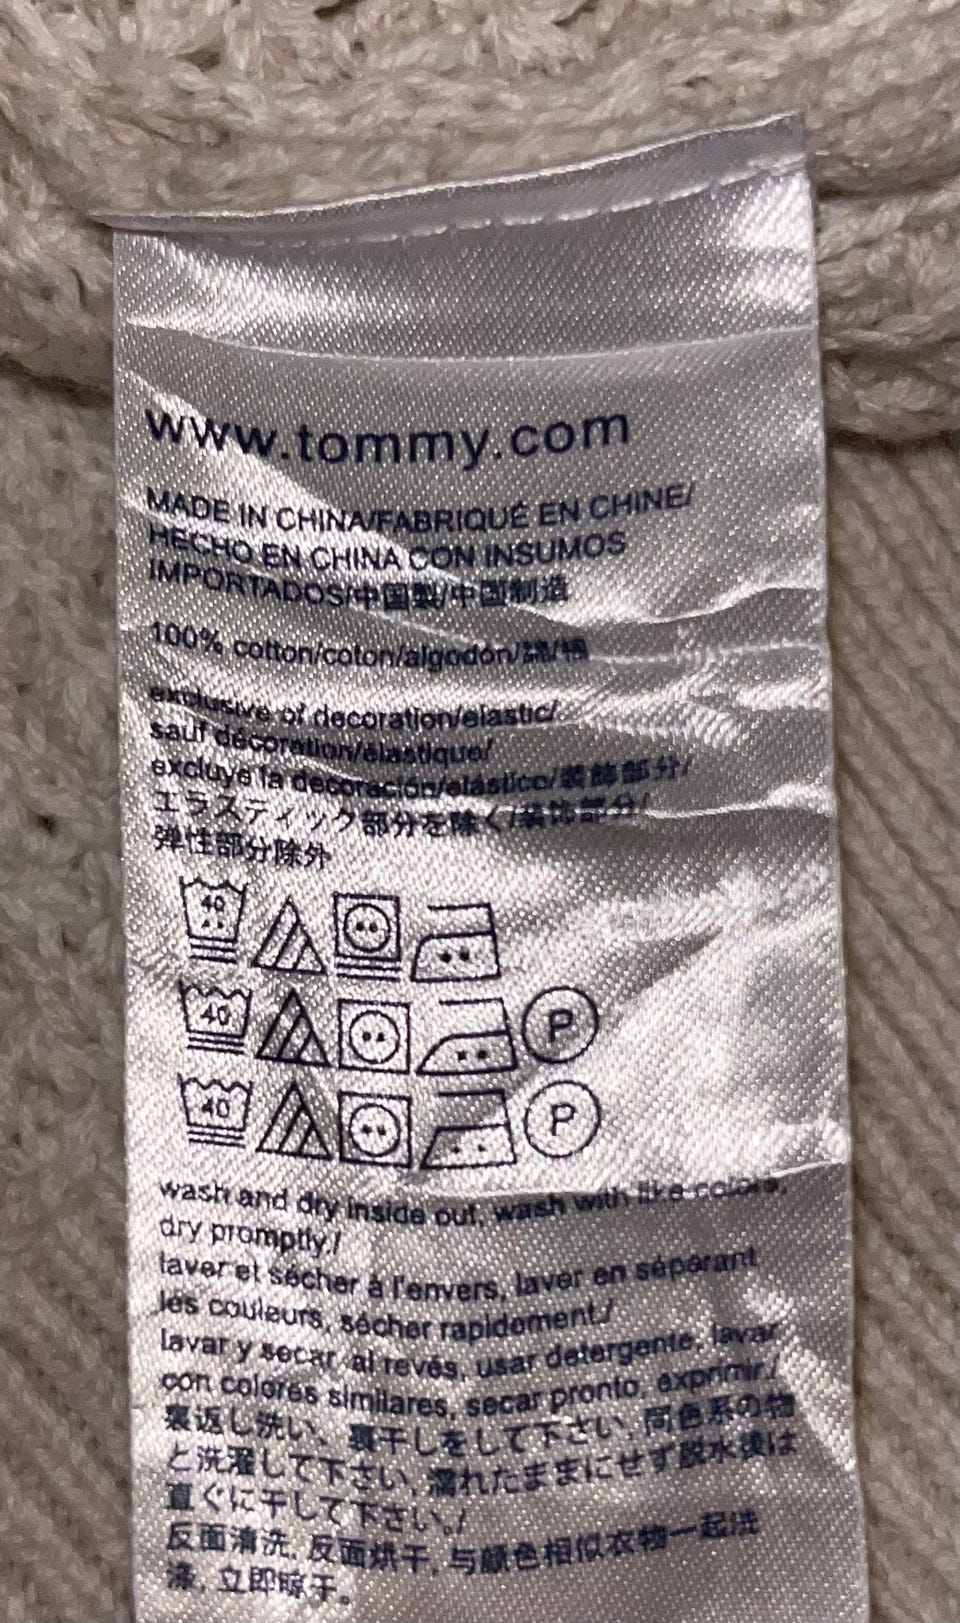 www.tommy.com
MADE IN CHINA/FABRIQUÉ EN CHINE/
HECHO EN CHINA CON INSUMOS
IMPORTADOS/中国製/中国制造
100% cotton/coton/algodón/綿/棉
exclusive of decoration/elastic/
sauf décoration/élastique/
excluye la decoración/elástico/装飾部分/
エラスティック部分を除く/装饰部分/
弹性部分除外
40
40 P
40 P
wash and dry inside out, wash with like colors,
dry promptly./
laver et sécher à l'envers, laver en séparant
les couleurs, sécher rapidement./
lavar y secar al revés, usar detergente, lavar
con colores similares, secar pronto, exprimir./
裏返し洗い、裏干しをして下さい, 同色系の物
と洗濯して下さい, 濡れたままにせず脱水後は
直ぐに干して下さい。/
反面清洗, 反面烘干, 与颜色相似衣物一起洗
涤, 立即晾干。